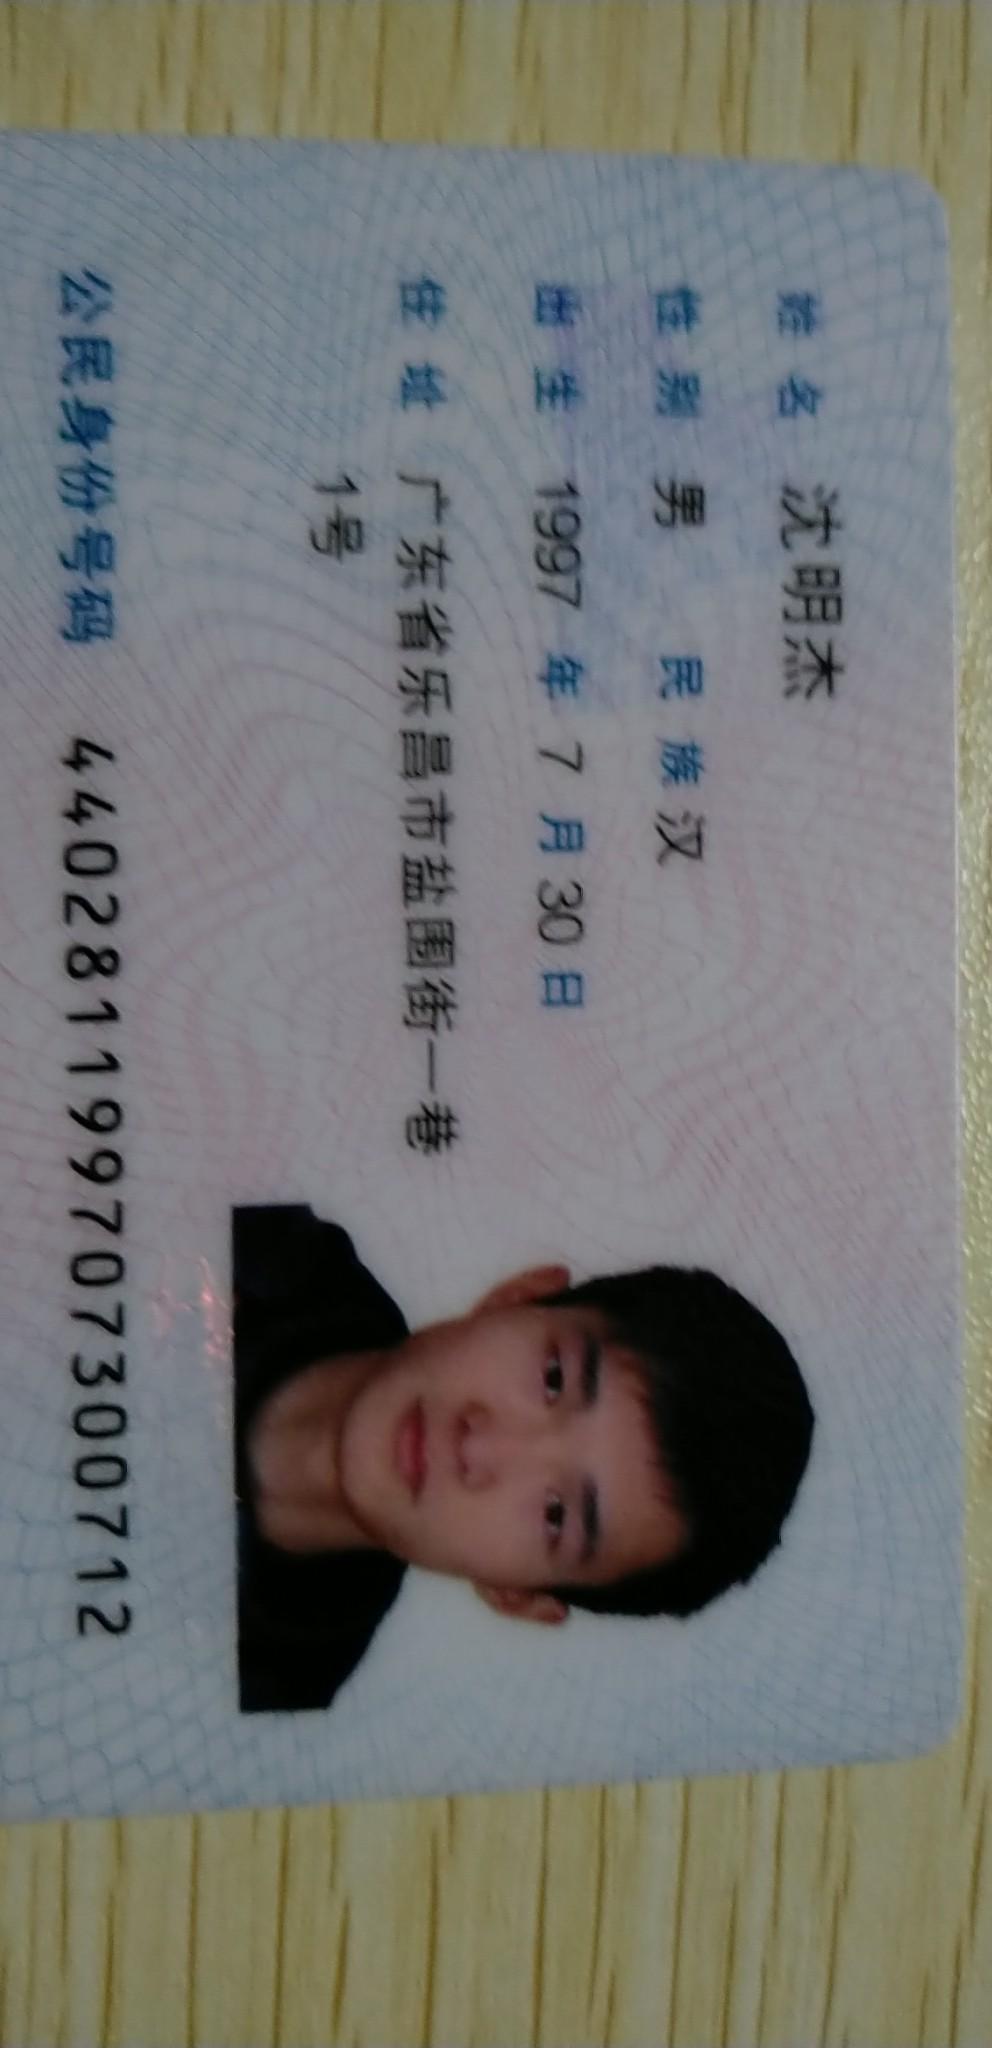 姓名 沈明杰
性别 男 民族 汉
出生 1997 年 7 月 30 日
住址 广东省乐昌市盐围街一巷
1号
公民身份号码 440281199707300712